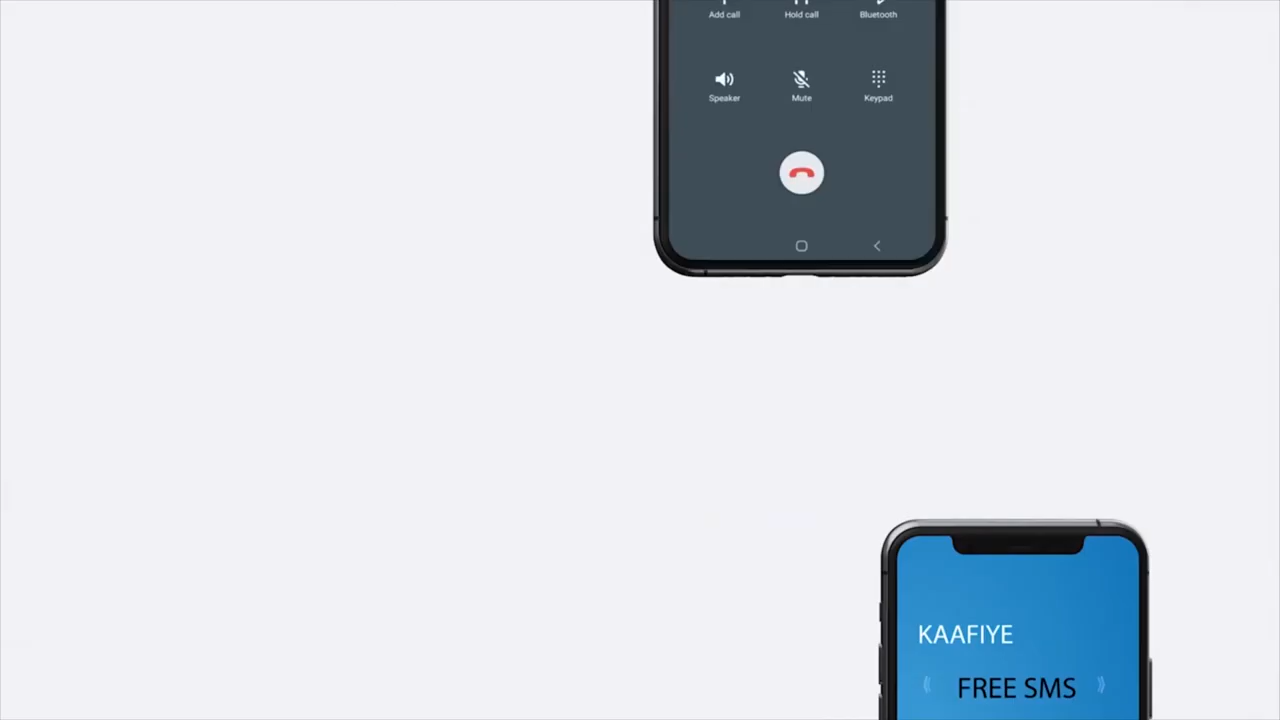 Add call Hold call Bluetooth
Speaker Mute Keypad
KAAFIYE
FREE SMS